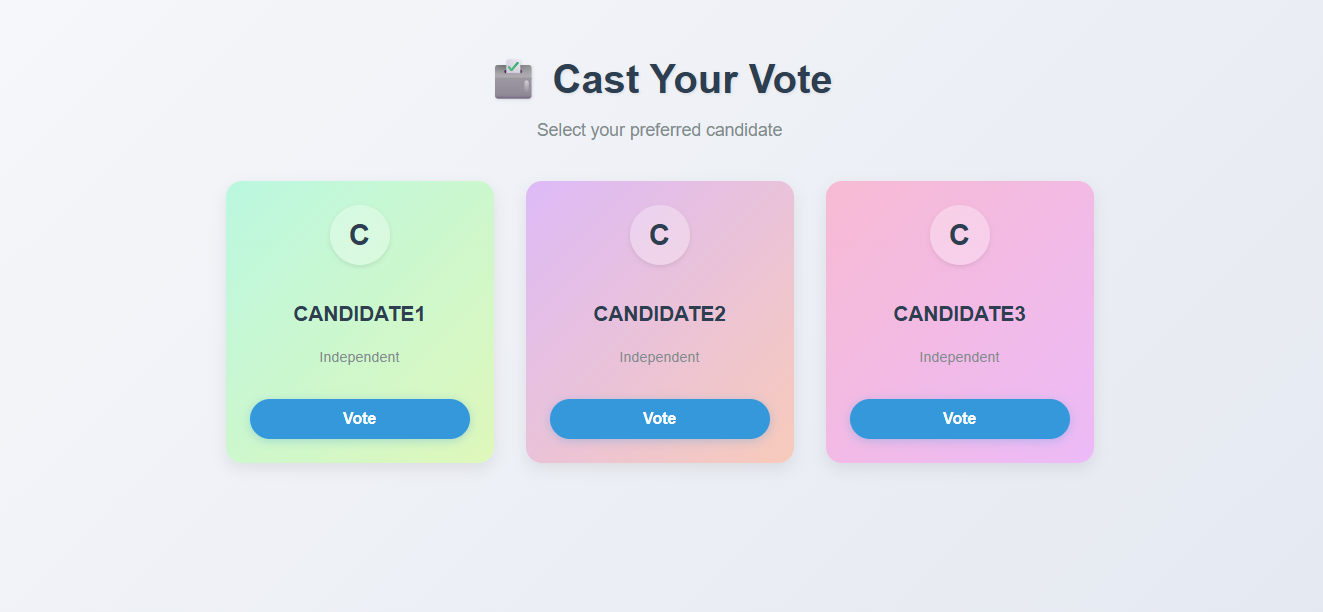 Cast Your Vote
Select your preferred candidate
C
CANDIDATE1
Independent
Vote
C
CANDIDATE2
Independent
Vote
C
CANDIDATE3
Independent
Vote